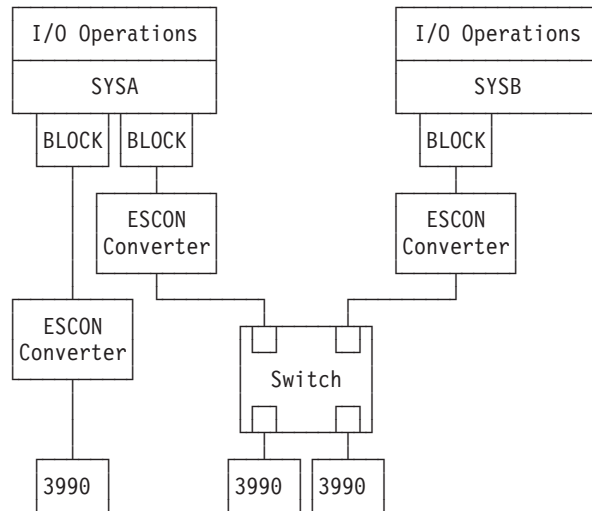 I/O Operations
I/O Operations
SYSA
SYSB
BLOCK
BLOCK
BLOCK
ESCON
Converter
ESCON
Converter
ESCON
Converter
Switch
3990
3990
3990